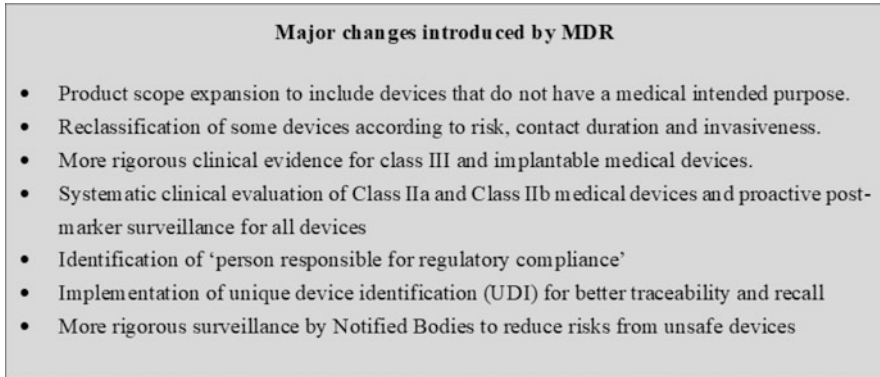 Major changes introduced by MDR
• Product scope expansion to include devices that do not have a medical intended purpose.
• Reclassification of some devices according to risk, contact duration and invasiveness.
• More rigorous clinical evidence for class III and implantable medical devices.
• Systematic clinical evaluation of Class IIa and Class IIb medical devices and proactive post-
marker surveillance for all devices
• Identification of ‘person responsible for regulatory compliance’
• Implementation of unique device identification (UDI) for better traceability and recall
• More rigorous surveillance by Notified Bodies to reduce risks from unsafe devices